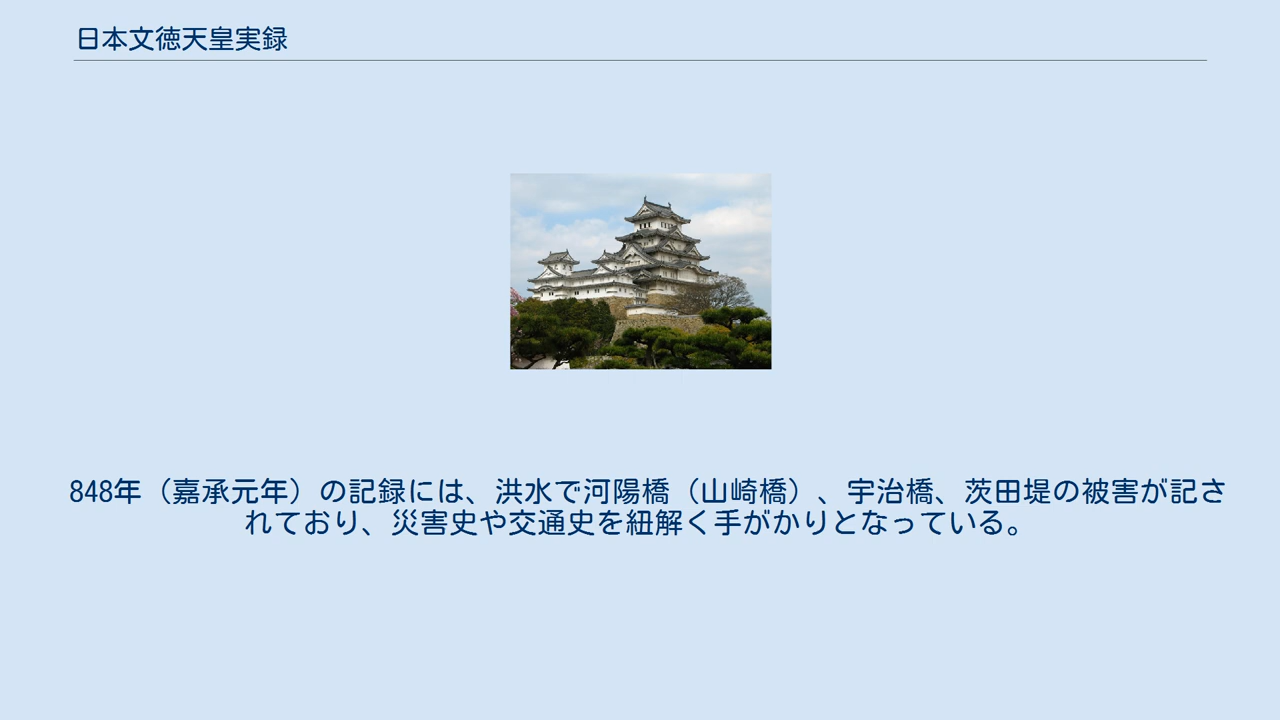 日本文徳天皇実録
848年（嘉承元年）の記録には、洪水で河陽橋（山崎橋）、宇治橋、茨田堤の被害が記さ
れており、災害史や交通史を紐解く手がかりとなっている。